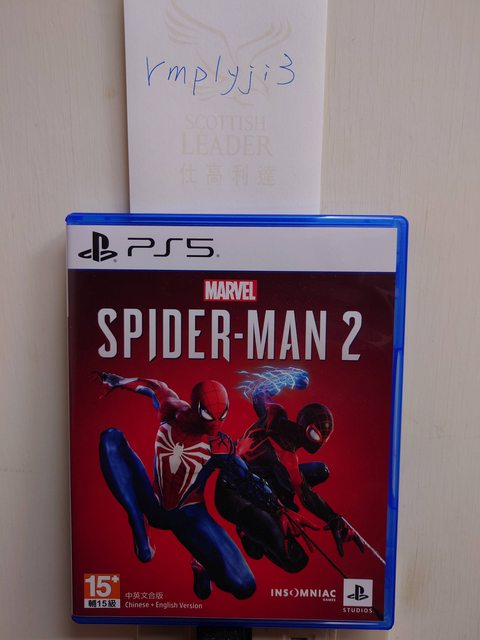 rmplyji3
SCOTTISH
LEADER
仕高利達
PS5
MARVEL
SPIDER-MAN 2
15+
輔15級
中英文合版
Chinese + English Version
INSOMNIAC
GAMES
STUDIOS